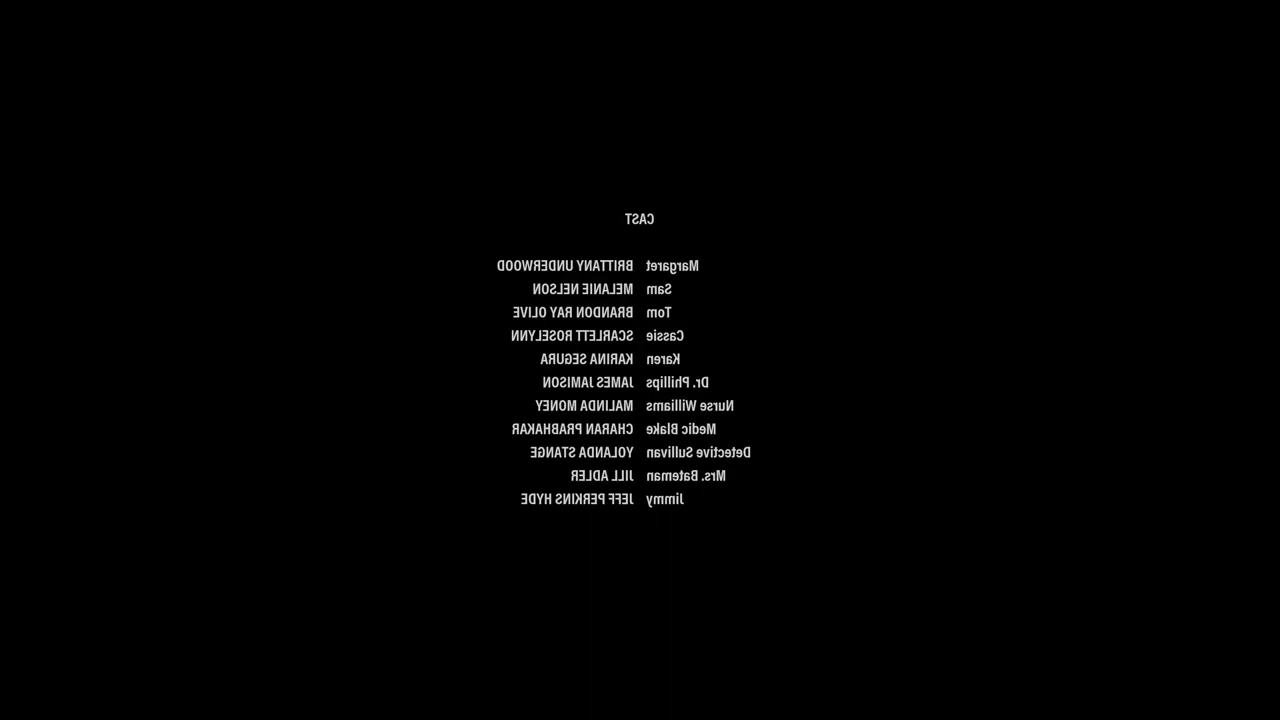 CAST
Margaret BRITTANY UNDERWOOD
Sam MELANIE NELSON
Tom BRANDON RAY OLIVE
Cassie SCARLETT ROSELYNN
Karen KARINA SEGURA
Dr. Phillips JAMES JAMISON
Nurse Williams MALINDA MONEY
Medic Blake CHARAN PRABHAKAR
Detective Sullivan YOLANDA STANGE
Mrs. Bateman JILL ADLER
Jimmy JEFF PERKINS HYDE